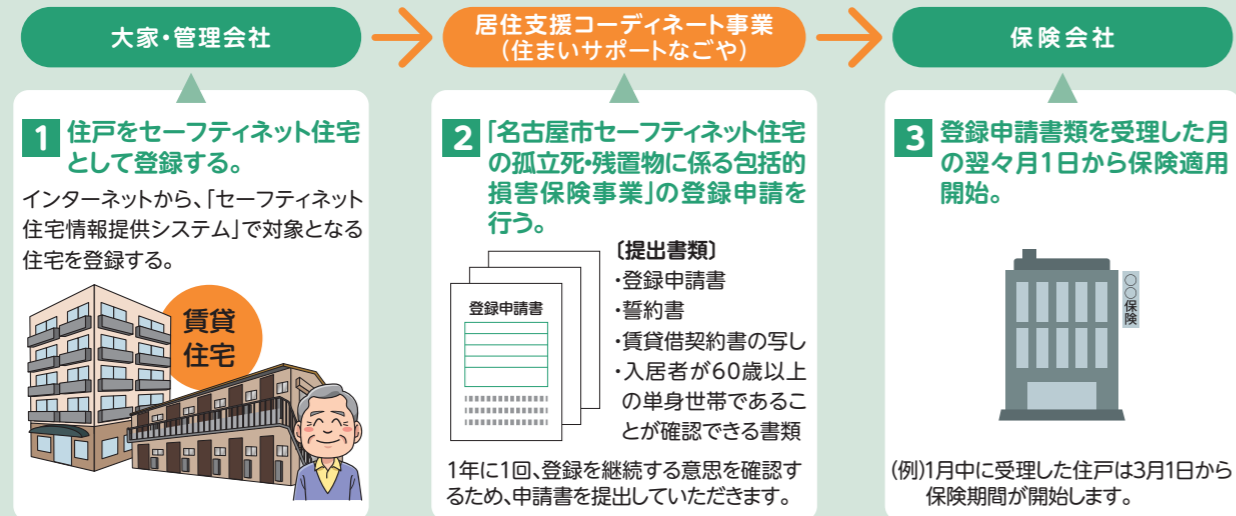 大家・管理会社
居住支援コーディネート事業
(住まいサポートなごや)
保険会社
1 住戸をセーフティネット住宅
として登録する。
インターネットから、「セーフティネット
住宅情報提供システム」で対象となる
住宅を登録する。
賃貸
住宅
2 「名古屋市セーフティネット住宅
の孤立死・残置物に係る包括的
損害保険事業」の登録申請を
行う。
登録申請書
〔提出書類〕
・登録申請書
・誓約書
・賃貸借契約書の写し
・入居者が60歳以上
の単身世帯であるこ
とが確認できる書類
1年に1回、登録を継続する意思を確認す
るため、申請書を提出していただきます。
3 登録申請書類を受理した月
の翌々月1日から保険適用
開始。
〇〇保険
(例)1月中に受理した住戸は3月1日から
保険期間が開始します。